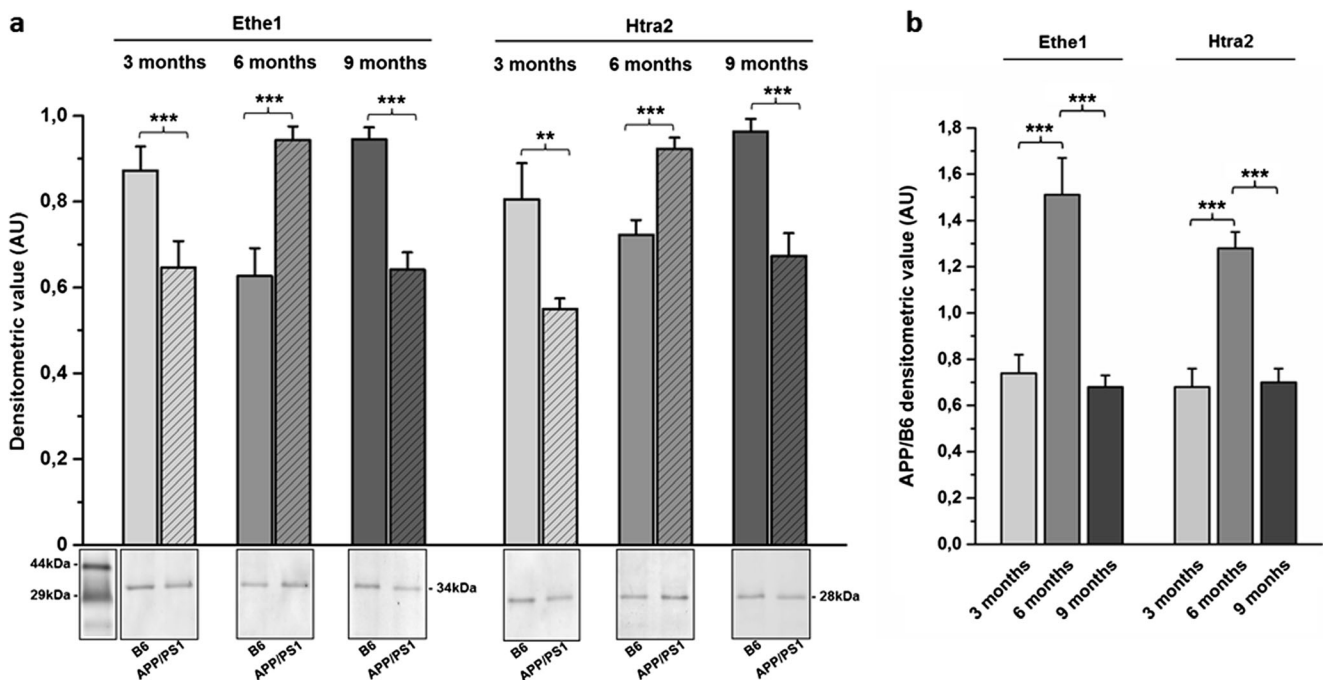 a
Ethe1
Htra2
3 months 6 months 9 months
3 months 6 months 9 months
*** *** *** ** *** ***
Densitometric value (AU)
1,0
0,8
0,6
0,4
0,2
0
44kDa -
29kDa -
- 34kDa
- 28kDa
B6 APP/PS1 B6 APP/PS1 B6 APP/PS1
B6 APP/PS1 B6 APP/PS1 B6 APP/PS1
b
Ethe1
Htra2
*** *** *** ***
APP/B6 densitometric value (AU)
1,8
1,6
1,4
1,2
1,0
0,8
0,6
0,4
0,2
0,0
3 months 6 months 9 months
3 months 6 months 9 months